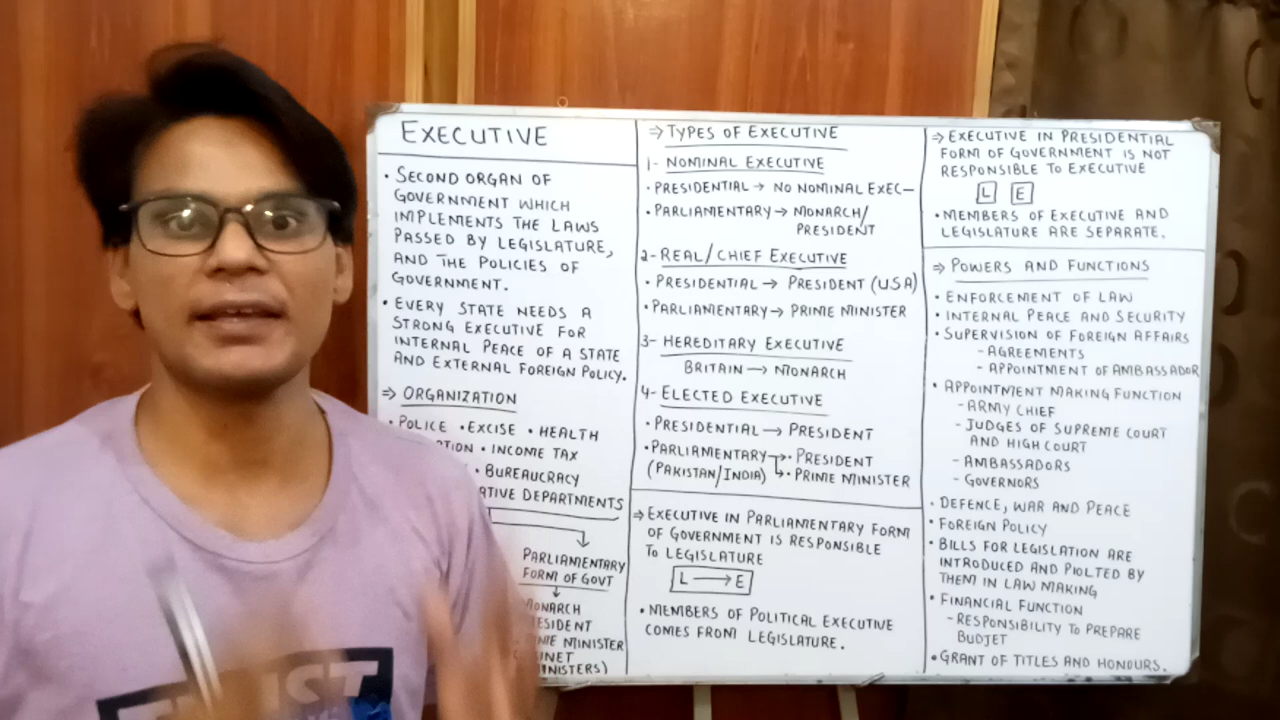 EXECUTIVE
• SECOND ORGAN OF
GOVERNMENT WHICH
IMPLEMENTS THE LAWS
PASSED BY LEGISLATURE,
AND THE POLICIES OF
GOVERNMENT.
• EVERY STATE NEEDS A
STRONG EXECUTIVE FOR
INTERNAL PEACE OF A STATE
AND EXTERNAL FOREIGN POLICY.
⇒ ORGANIZATION
• POLICE • EXCISE • HEALTH
• INCOME TAX
• BUREAUCRACY
DEPARTMENTS
PARLIAMENTARY
FORM OF GOVT
MONARCH
MINISTER
⇒ TYPES OF EXECUTIVE
1- NOMINAL EXECUTIVE
• PRESIDENTIAL → NO NOMINAL EXEC—
• PARLIAMENTARY → MONARCH/
PRESIDENT
2- REAL/CHIEF EXECUTIVE
• PRESIDENTIAL → PRESIDENT (USA)
• PARLIAMENTARY → PRIME MINISTER
3- HEREDITARY EXECUTIVE
BRITAIN → MONARCH
4- ELECTED EXECUTIVE
• PRESIDENTIAL → PRESIDENT
• PARLIAMENTARY → • PRESIDENT
(PAKISTAN/INDIA) ↳ • PRIME MINISTER
⇒ EXECUTIVE IN PARLIAMENTARY FORM
OF GOVERNMENT IS RESPONSIBLE
TO LEGISLATURE
L → E
• MEMBERS OF POLITICAL EXECUTIVE
COMES FROM LEGISLATURE.
⇒ EXECUTIVE IN PRESIDENTIAL
FORM OF GOVERNMENT IS NOT
RESPONSIBLE TO EXECUTIVE
L E
• MEMBERS OF EXECUTIVE AND
LEGISLATURE ARE SEPARATE.
⇒ POWERS AND FUNCTIONS
• ENFORCEMENT OF LAW
• INTERNAL PEACE AND SECURITY
• SUPERVISION OF FOREIGN AFFAIRS
- AGREEMENTS
- APPOINTMENT OF AMBASSADOR
• APPOINTMENT MAKING FUNCTION
- ARMY CHIEF
- JUDGES OF SUPREME COURT
AND HIGH COURT
- AMBASSADORS
- GOVERNORS
• DEFENCE, WAR AND PEACE
• FOREIGN POLICY
• BILLS FOR LEGISLATION ARE
INTRODUCED AND PIOLTED BY
THEM IN LAW MAKING
• FINANCIAL FUNCTION
- RESPONSIBILITY TO PREPARE
BUDJET
• GRANT OF TITLES AND HONOURS.